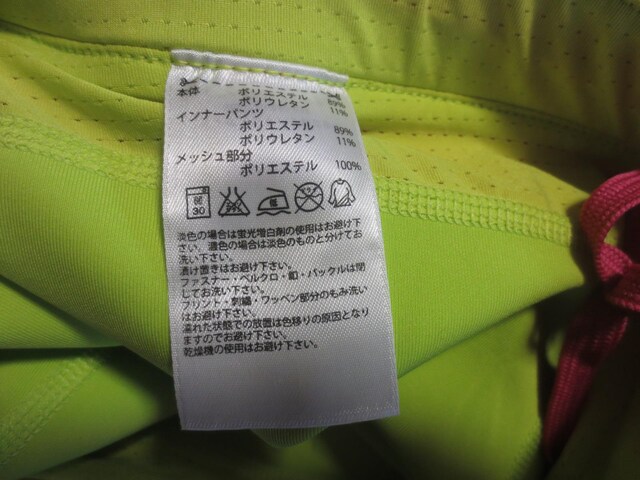 本体
ポリエステル 89%
ポリウレタン 11%
インナーパンツ
ポリエステル 89%
ポリウレタン 11%
メッシュ部分
ポリエステル 100%
30
淡色の場合は蛍光増白剤の使用はお避け下
さい。濃色の場合は淡色のものと分けてお
洗い下さい。
漬け置きはお避け下さい。
ファスナー・ベルクロ・釦・バックルは閉
じてお洗い下さい。
プリント・刺繍・ワッペン部分のもみ洗い
はお避け下さい。
濡れた状態での放置は色移りの原因となり
ますのでお避け下さい。
乾燥機の使用はお避け下さい。